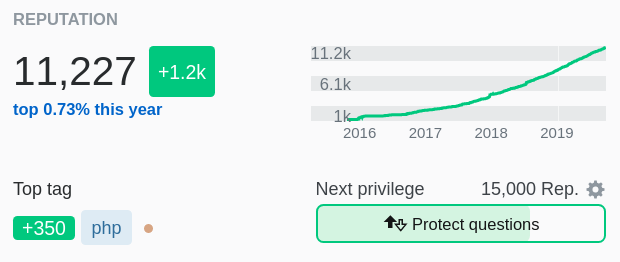 REPUTATION
11,227 +1.2k
top 0.73% this year
11.2k
6.1k
1k
2016 2017 2018 2019
Top tag
+350 php
Next privilege 15,000 Rep.
Protect questions